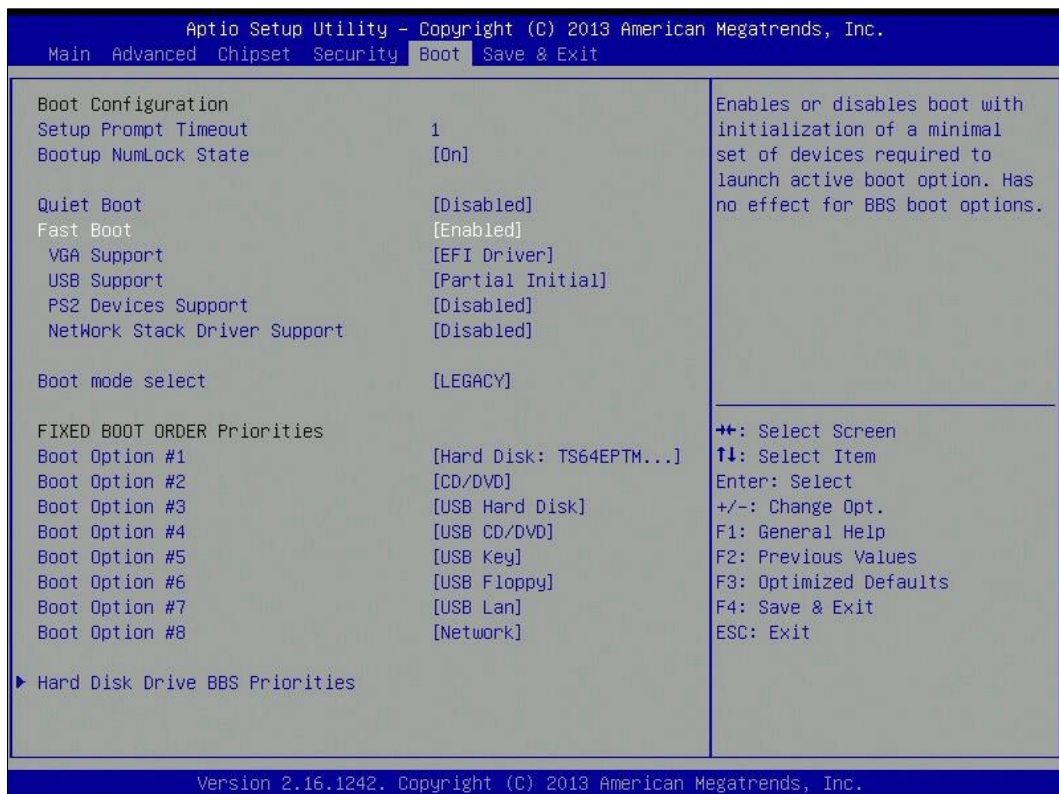 Aptio Setup Utility – Copyright (C) 2013 American Megatrends, Inc.
Main Advanced Chipset Security Boot Save & Exit
Boot Configuration
Setup Prompt Timeout 1
Bootup NumLock State [On]
Quiet Boot [Disabled]
Fast Boot [Enabled]
VGA Support [EFI Driver]
USB Support [Partial Initial]
PS2 Devices Support [Disabled]
NetWork Stack Driver Support [Disabled]
Boot mode select [LEGACY]
FIXED BOOT ORDER Priorities
Boot Option #1 [Hard Disk: TS64EPTM...]
Boot Option #2 [CD/DVD]
Boot Option #3 [USB Hard Disk]
Boot Option #4 [USB CD/DVD]
Boot Option #5 [USB Key]
Boot Option #6 [USB Floppy]
Boot Option #7 [USB Lan]
Boot Option #8 [Network]
▶ Hard Disk Drive BBS Priorities
Enables or disables boot with
initialization of a minimal
set of devices required to
launch active boot option. Has
no effect for BBS boot options.
→←: Select Screen
↑↓: Select Item
Enter: Select
+/-: Change Opt.
F1: General Help
F2: Previous Values
F3: Optimized Defaults
F4: Save & Exit
ESC: Exit
Version 2.16.1242. Copyright (C) 2013 American Megatrends, Inc.